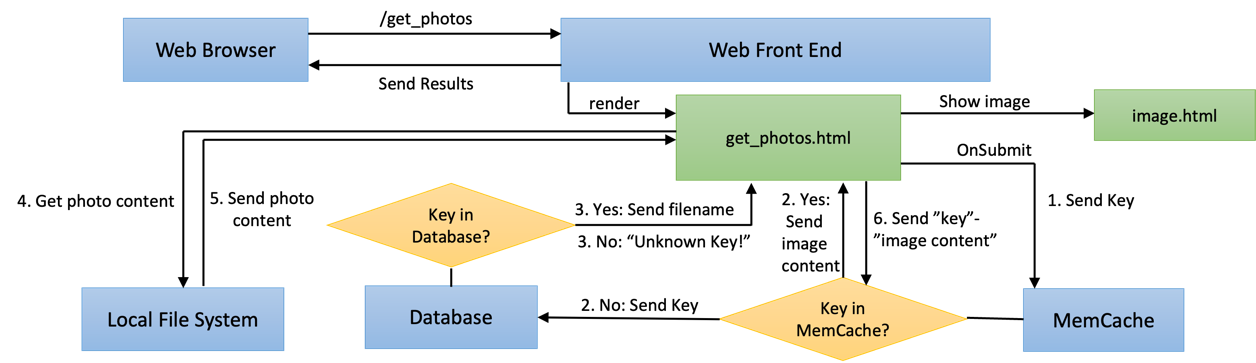 /get_photos
Web Browser
Web Front End
Send Results
render
Show image
image.html
get_photos.html
OnSubmit
4. Get photo content
5. Send photo
content
Key in
Database?
3. Yes: Send filename
3. No: “Unknown Key!”
2. Yes:
Send
image
content
6. Send ”key”-
”image content”
1. Send Key
Local File System
Database
2. No: Send Key
Key in
MemCache?
MemCache